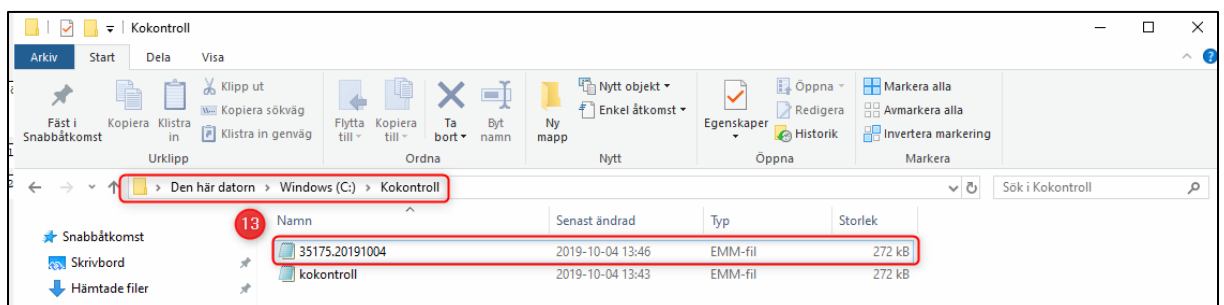 Kokontroll
Arkiv Start Dela Visa
Fäst i Snabbåtkomst
Kopiera
Klistra in
Klipp ut
Kopiera sökväg
Klistra in genväg
Urklipp
Flytta till
Kopiera till
Ta bort
Byt namn
Ordna
Ny mapp
Nytt objekt
Enkel åtkomst
Nytt
Egenskaper
Öppna
Redigera
Historik
Öppna
Markera alla
Avmarkera alla
Invertera markering
Markera
Den här datorn > Windows (C:) > Kokontroll
Sök i Kokontroll
Snabbåtkomst
Skrivbord
Hämtade filer
13
Namn Senast ändrad Typ Storlek
35175.20191004 2019-10-04 13:46 EMM-fil 272 kB
kokontroll 2019-10-04 13:43 EMM-fil 272 kB